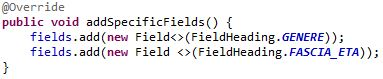 @Override
public void addSpecificFields() {
fields.add(new Field<>(FieldHeading.GENERE));
fields.add(new Field <>(FieldHeading.FASCIA_ETA));
}